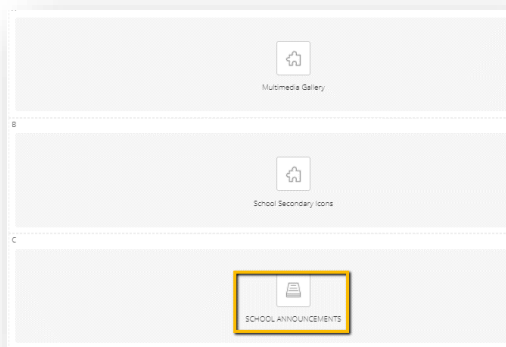 Multimedia Gallery
B
School Secondary Icons
C
SCHOOL ANNOUNCEMENTS